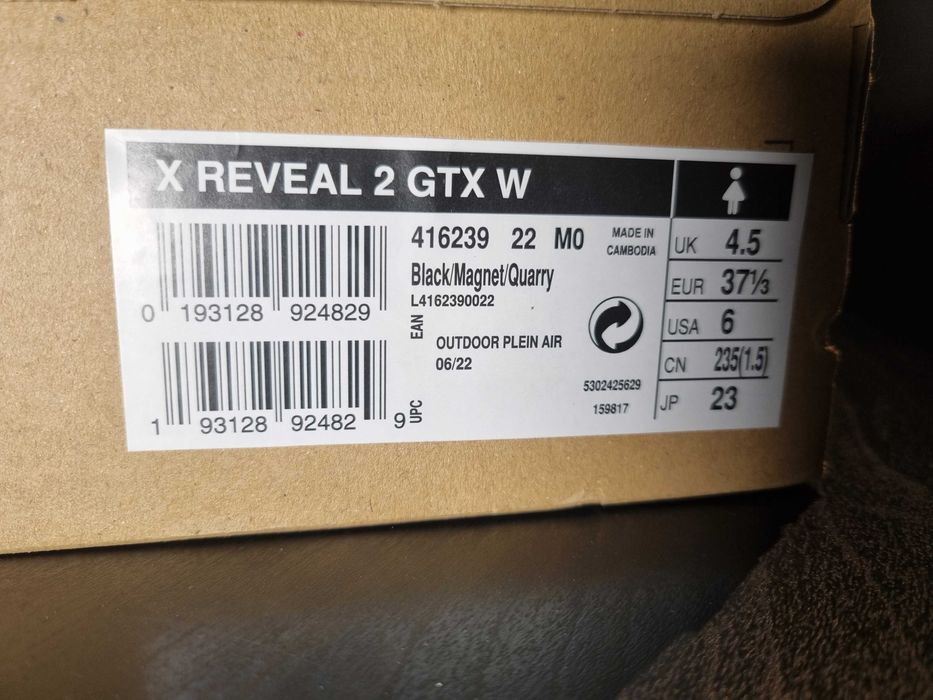 X REVEAL 2 GTX W
416239 22 M0
MADE IN
CAMBODIA
Black/Magnet/Quarry
L4162390022
0 193128 924829
EAN
OUTDOOR PLEIN AIR
06/22
1 93128 92482 9
UPC
5302425629
159817
UK 4.5
EUR 37⅓
USA 6
CN 235(1.5)
JP 23